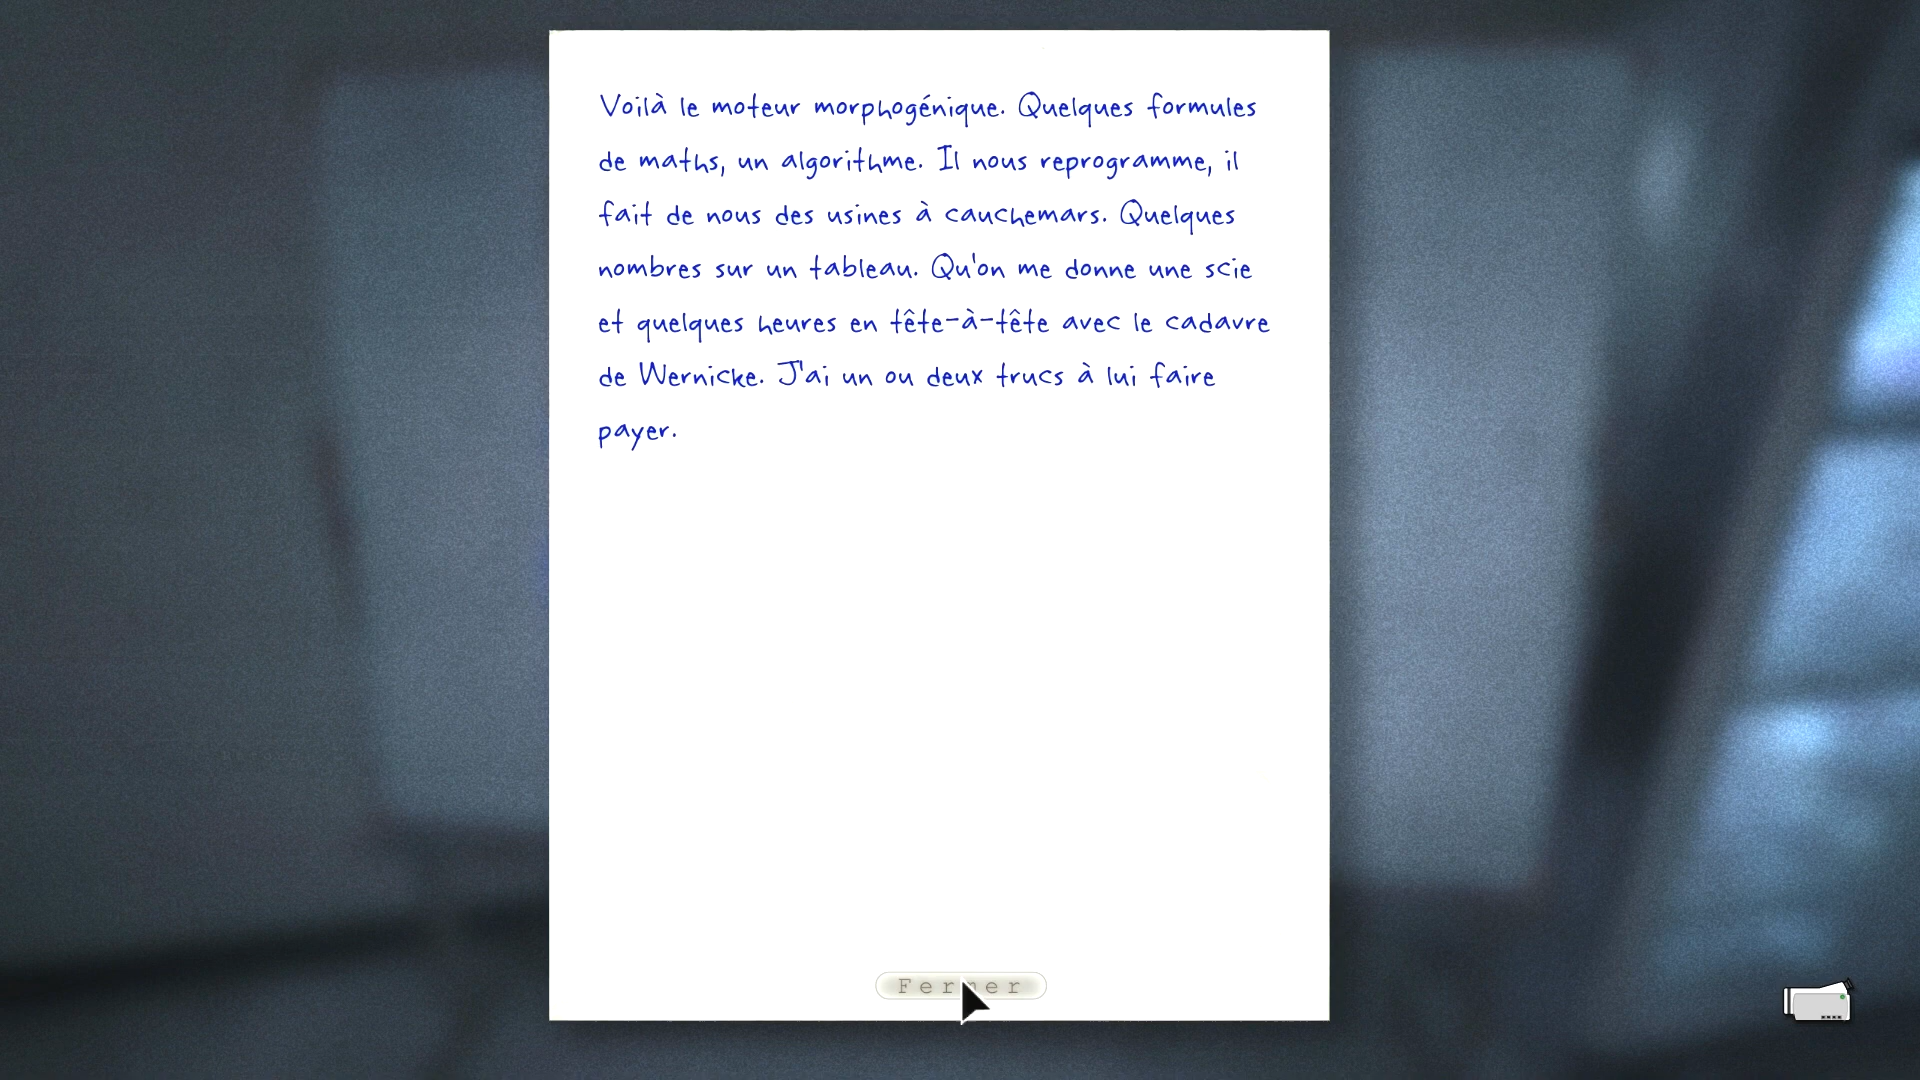 Voilà le moteur morphogénique. Quelques formules
de maths, un algorithme. Il nous reprogramme, il
fait de nous des usines à cauchemars. Quelques
nombres sur un tableau. Qu'on me donne une scie
et quelques heures en tête-à-tête avec le cadavre
de Wernicke. J'ai un ou deux trucs à lui faire
payer.
Fermer